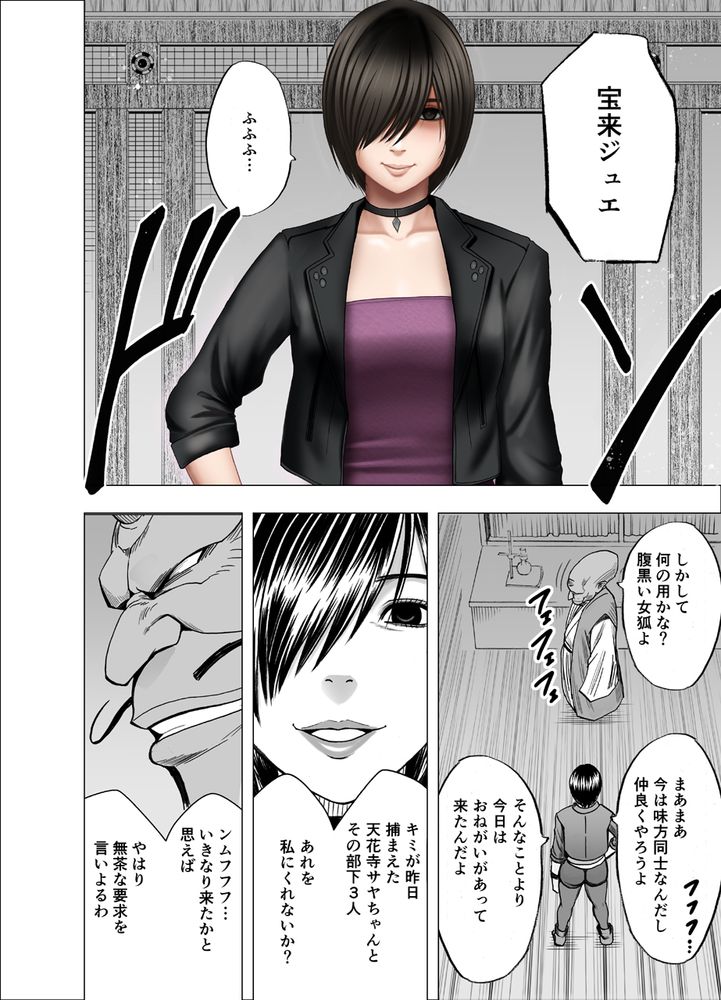 宝来ジュエ
ふふふ…
ドン
しかして
何の用かな？
腹黒い女狐よ
フフフ…
まあまあ
今は味方同士なんだし
仲良くやろうよ
フフフ…
そんなことより
今日は
おねがいがあって
来たんだよ
キミが昨日
捕まえた
天花寺サヤちゃんと
その部下３人
あれを
私にくれないか？
ンムフフフ…
いきなり来たかと
思えば
やはり
無茶な要求を
言いよるわ